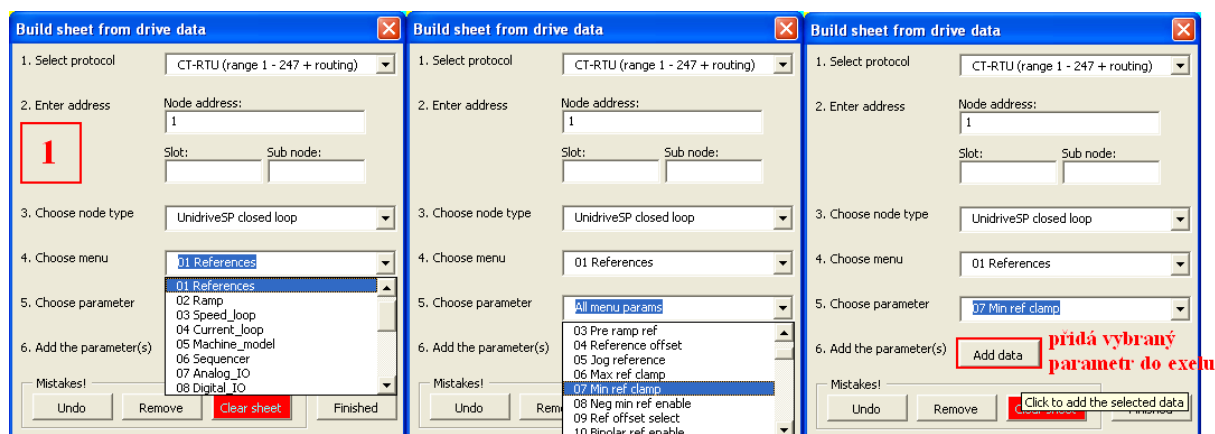 Build sheet from drive data
1. Select protocol
CT-RTU (range 1 - 247 + routing)
2. Enter address
Node address:
1
1
Slot:
Sub node:
3. Choose node type
UnidriveSP closed loop
4. Choose menu
01 References
01 References
02 Ramp
03 Speed_loop
04 Current_loop
05 Machine_model
06 Sequencer
07 Analog_IO
08 Digital_IO
5. Choose parameter
6. Add the parameter(s)
Mistakes!
Undo
Remove
Clear sheet
Finished
Build sheet from drive data
1. Select protocol
CT-RTU (range 1 - 247 + routing)
2. Enter address
Node address:
1
Slot:
Sub node:
3. Choose node type
UnidriveSP closed loop
4. Choose menu
01 References
5. Choose parameter
All menu params
03 Pre ramp ref
04 Reference offset
05 Jog reference
06 Max ref clamp
07 Min ref clamp
08 Neg min ref enable
09 Ref offset select
10 Bipolar ref enable
6. Add the parameter(s)
Mistakes!
Undo
Build sheet from drive data
1. Select protocol
CT-RTU (range 1 - 247 + routing)
2. Enter address
Node address:
1
Slot:
Sub node:
3. Choose node type
UnidriveSP closed loop
4. Choose menu
01 References
5. Choose parameter
07 Min ref clamp
6. Add the parameter(s)
Add data
přidá vybraný
parametr do exelu
Mistakes!
Undo
Remove
Click to add the selected data